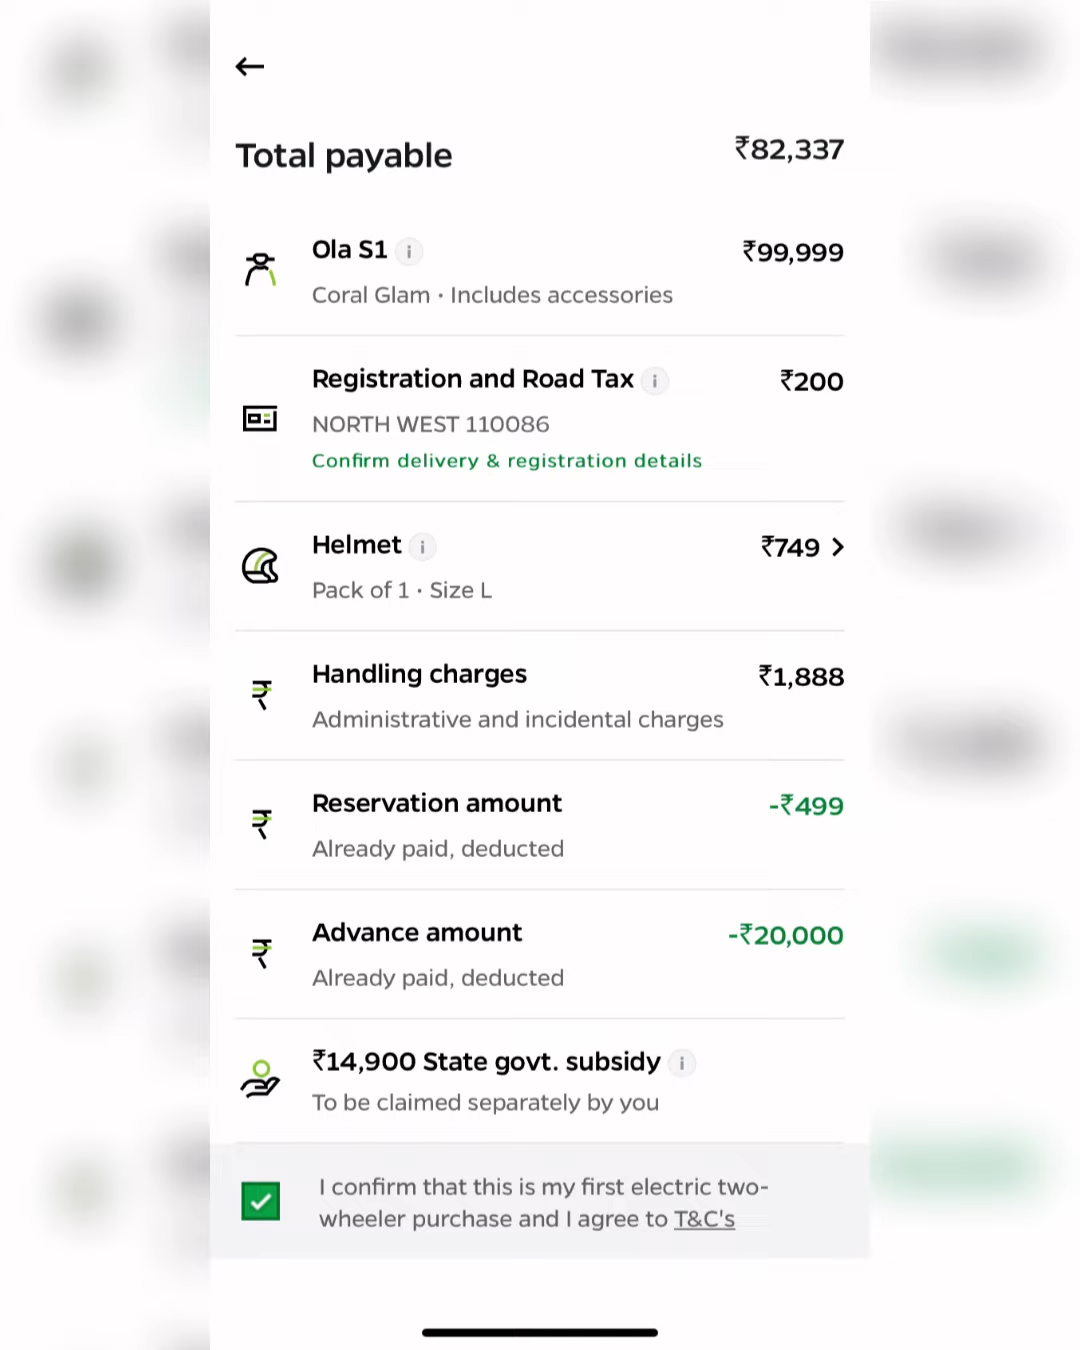 Total payable ₹82,337
Ola S1 i ₹99,999
Coral Glam • Includes accessories
Registration and Road Tax i ₹200
NORTH WEST 110086
Confirm delivery & registration details
Helmet i ₹749
Pack of 1 • Size L
Handling charges ₹1,888
Administrative and incidental charges
Reservation amount -₹499
Already paid, deducted
Advance amount -₹20,000
Already paid, deducted
₹14,900 State govt. subsidy i
To be claimed separately by you
I confirm that this is my first electric two-
wheeler purchase and I agree to T&C's